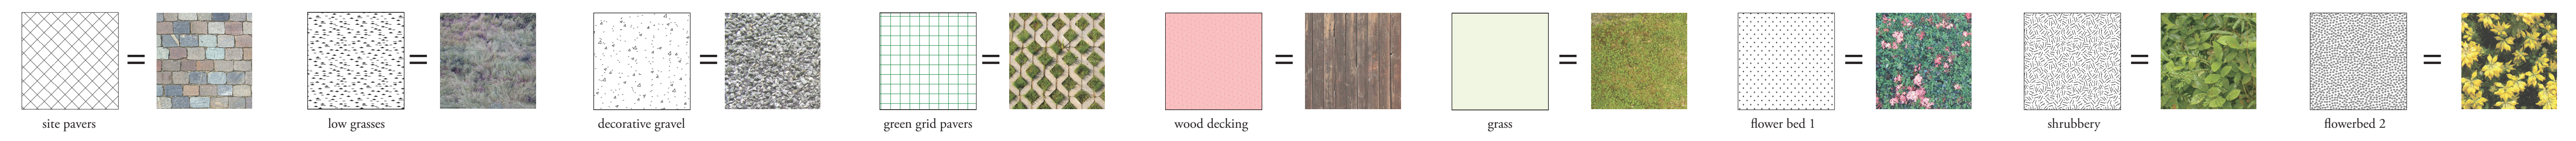 site pavers
low grasses
decorative gravel
green grid pavers
wood decking
grass
flower bed 1
shrubbery
flowerbed 2